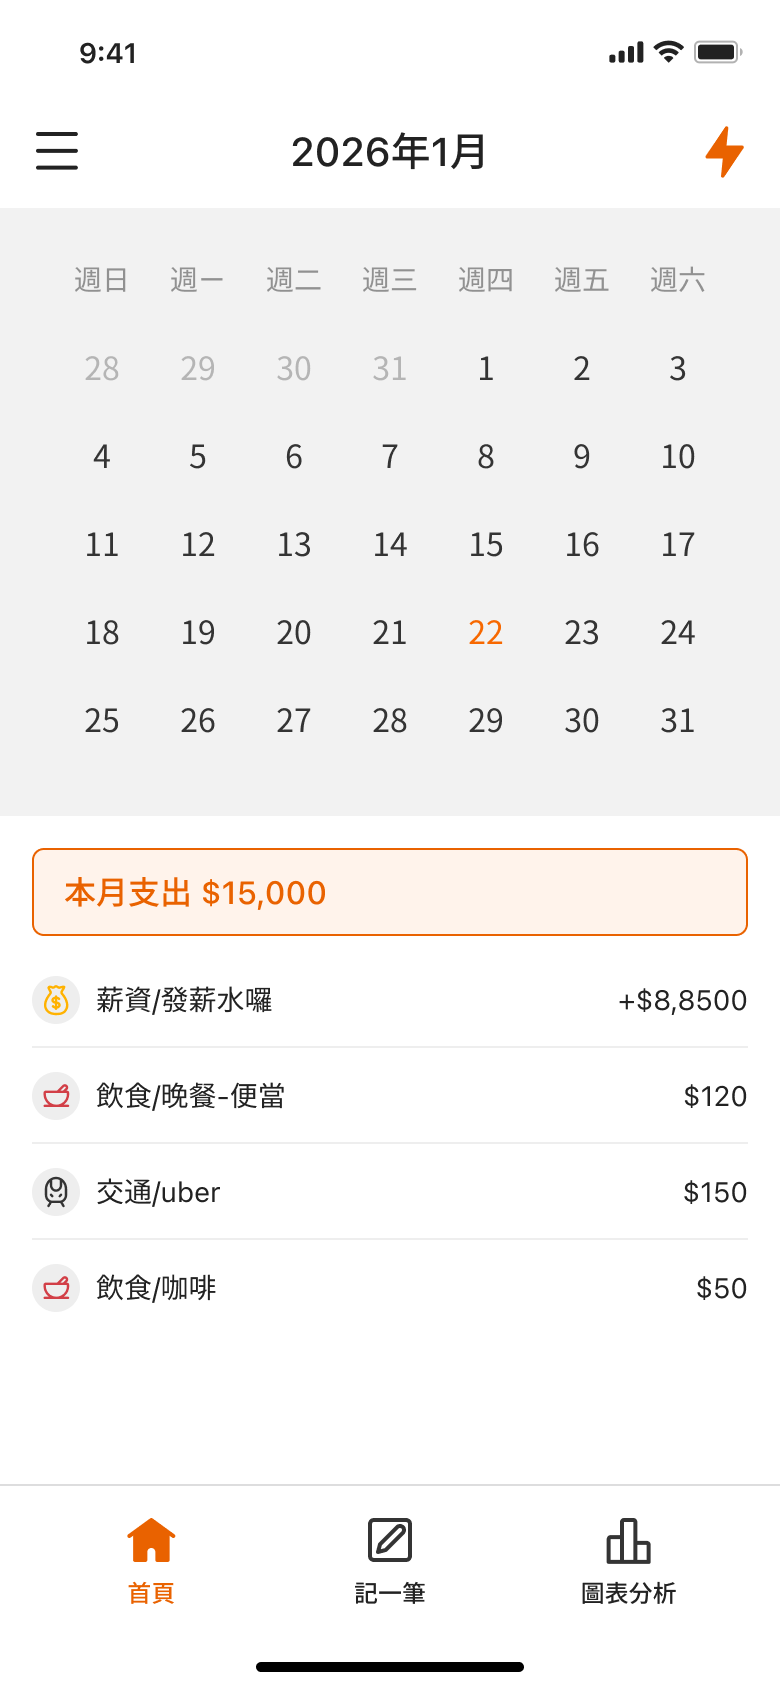 9:41
2026年1月
週日 週一 週二 週三 週四 週五 週六
28 29 30 31 1 2 3
4 5 6 7 8 9 10
11 12 13 14 15 16 17
18 19 20 21 22 23 24
25 26 27 28 29 30 31
本月支出 $15,000
薪資/發薪水囉 +$8,8500
飲食/晚餐-便當 $120
交通/uber $150
飲食/咖啡 $50
首頁 記一筆 圖表分析